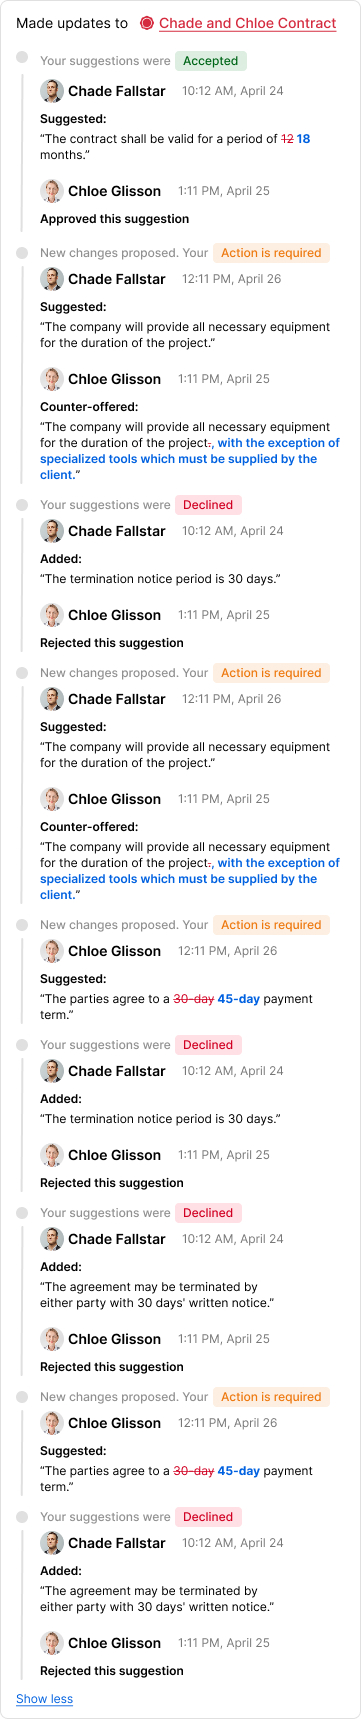 Made updates to Chade and Chloe Contract
Your suggestions were Accepted
Chade Fallstar 10:12 AM, April 24
Suggested:
“The contract shall be valid for a period of 12 18
months.”
Chloe Glisson 1:11 PM, April 25
Approved this suggestion
New changes proposed. Your Action is required
Chade Fallstar 12:11 PM, April 26
Suggested:
“The company will provide all necessary equipment
for the duration of the project.”
Chloe Glisson 1:11 PM, April 25
Counter-offered:
“The company will provide all necessary equipment
for the duration of the project., with the exception of
specialized tools which must be supplied by the
client.”
Your suggestions were Declined
Chade Fallstar 10:12 AM, April 24
Added:
“The termination notice period is 30 days.”
Chloe Glisson 1:11 PM, April 25
Rejected this suggestion
New changes proposed. Your Action is required
Chade Fallstar 12:11 PM, April 26
Suggested:
“The company will provide all necessary equipment
for the duration of the project.”
Chloe Glisson 1:11 PM, April 25
Counter-offered:
“The company will provide all necessary equipment
for the duration of the project., with the exception of
specialized tools which must be supplied by the
client.”
New changes proposed. Your Action is required
Chloe Glisson 12:11 PM, April 26
Suggested:
“The parties agree to a 30-day 45-day payment
term.”
Your suggestions were Declined
Chade Fallstar 10:12 AM, April 24
Added:
“The termination notice period is 30 days.”
Chloe Glisson 1:11 PM, April 25
Rejected this suggestion
Your suggestions were Declined
Chade Fallstar 10:12 AM, April 24
Added:
“The agreement may be terminated by
either party with 30 days' written notice.”
Chloe Glisson 1:11 PM, April 25
Rejected this suggestion
New changes proposed. Your Action is required
Chloe Glisson 12:11 PM, April 26
Suggested:
“The parties agree to a 30-day 45-day payment
term.”
Your suggestions were Declined
Chade Fallstar 10:12 AM, April 24
Added:
“The agreement may be terminated by
either party with 30 days' written notice.”
Chloe Glisson 1:11 PM, April 25
Rejected this suggestion
Show less